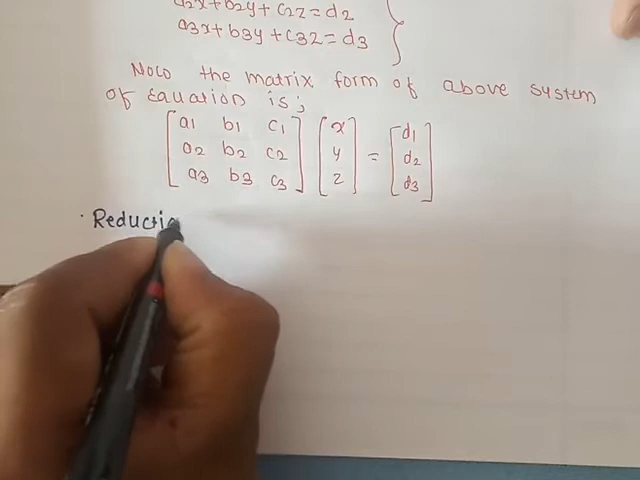 a2x + b2y + c2z = d2
a3x + b3y + c3z = d3
Now the matrix form of above system
of Equation is;
a1 b1 c1 x d1
a2 b2 c2 y = d2
a3 b3 c3 z d3
Reductio